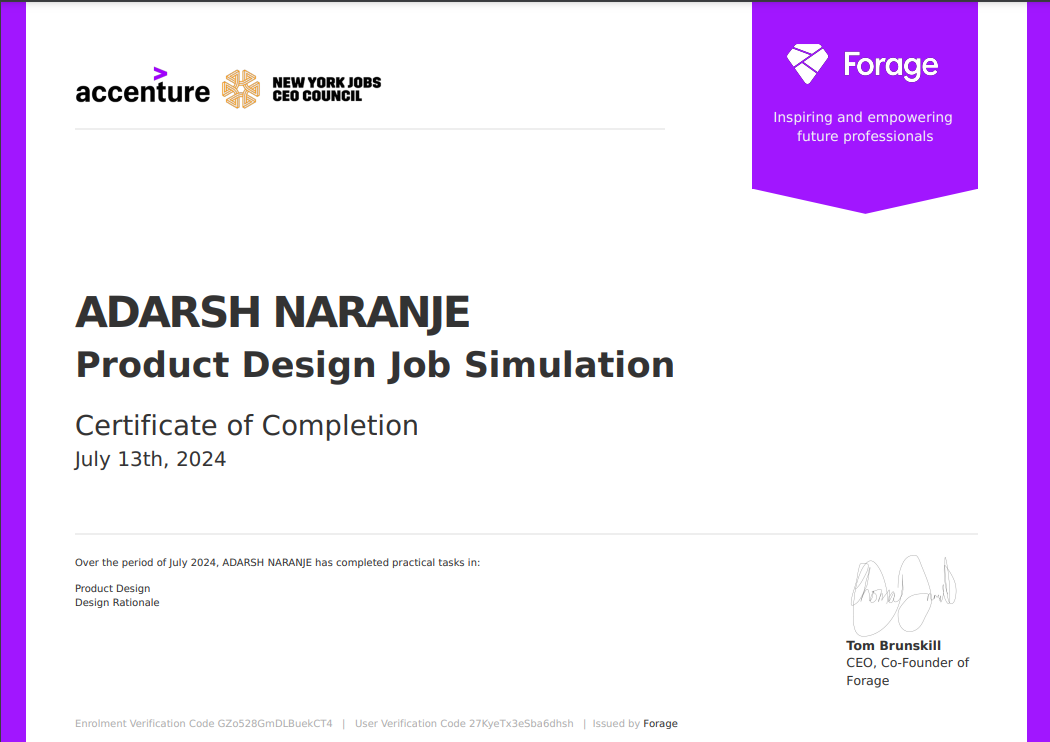 accenture
NEW YORK JOBS
CEO COUNCIL
Forage
Inspiring and empowering
future professionals
ADARSH NARANJE
Product Design Job Simulation
Certificate of Completion
July 13th, 2024
Over the period of July 2024, ADARSH NARANJE has completed practical tasks in:
Product Design
Design Rationale
Tom Brunskill
CEO, Co-Founder of
Forage
Enrolment Verification Code GZo528GmDLBuekCT4 | User Verification Code 27KyeTx3eSba6dhsh | Issued by Forage